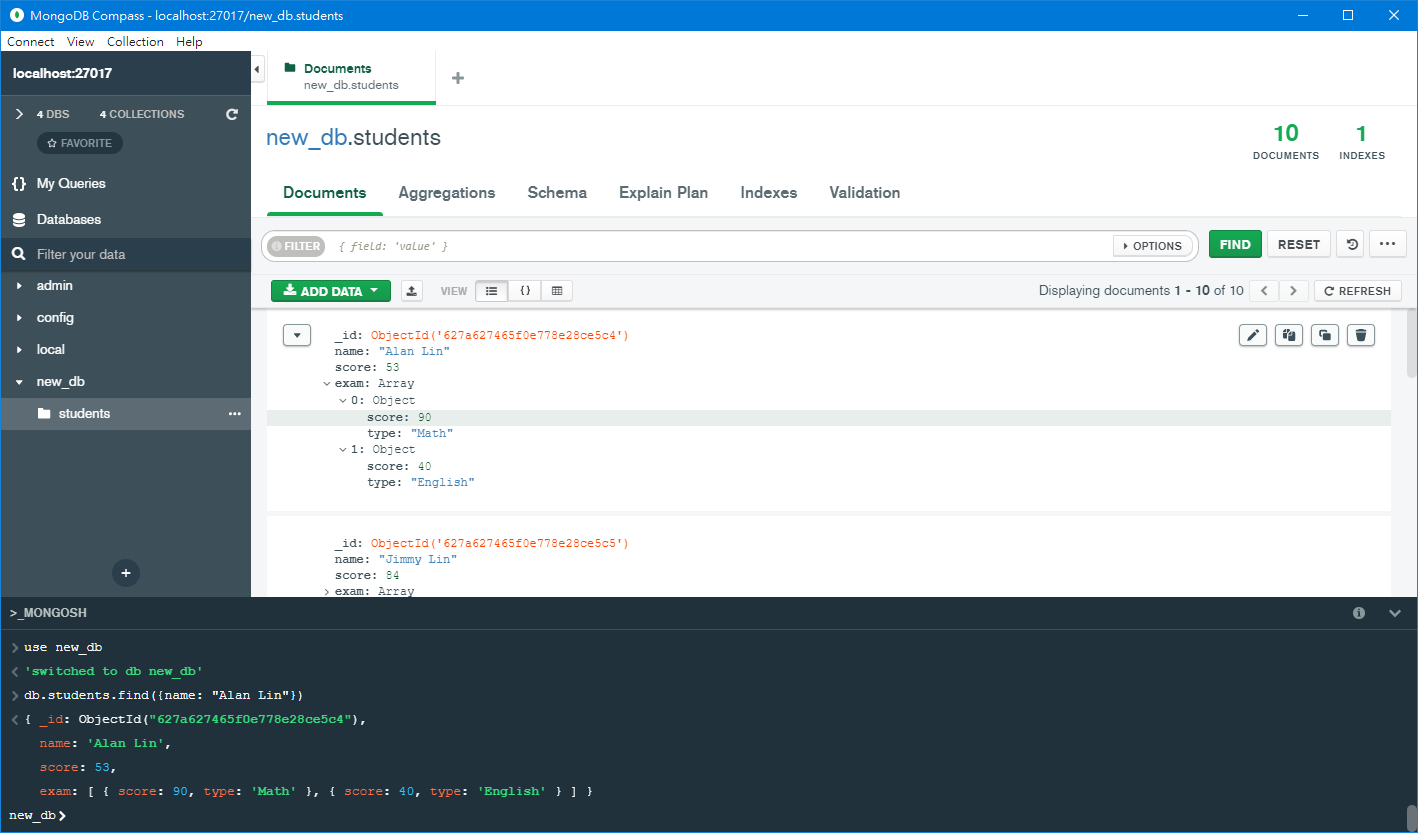 MongoDB Compass - localhost:27017/new_db.students
Connect View Collection Help
localhost:27017
4 DBS 4 COLLECTIONS
FAVORITE
{} My Queries
Databases
Filter your data
admin
config
local
new_db
students
Documents
new_db.students
new_db.students
10
DOCUMENTS
1
INDEXES
Documents Aggregations Schema Explain Plan Indexes Validation
FILTER { field: 'value' } OPTIONS FIND RESET
ADD DATA VIEW {} Displaying documents 1 - 10 of 10 REFRESH
_id: ObjectId('627a627465f0e778e28ce5c4')
name: "Alan Lin"
score: 53
exam: Array
0: Object
score: 90
type: "Math"
1: Object
score: 40
type: "English"
_id: ObjectId('627a627465f0e778e28ce5c5')
name: "Jimmy Lin"
score: 84
exam: Array
>_MONGOSH
> use new_db
< 'switched to db new_db'
> db.students.find({name: "Alan Lin"})
< { _id: ObjectId("627a627465f0e778e28ce5c4"),
name: 'Alan Lin',
score: 53,
exam: [ { score: 90, type: 'Math' }, { score: 40, type: 'English' } ] }
new_db>